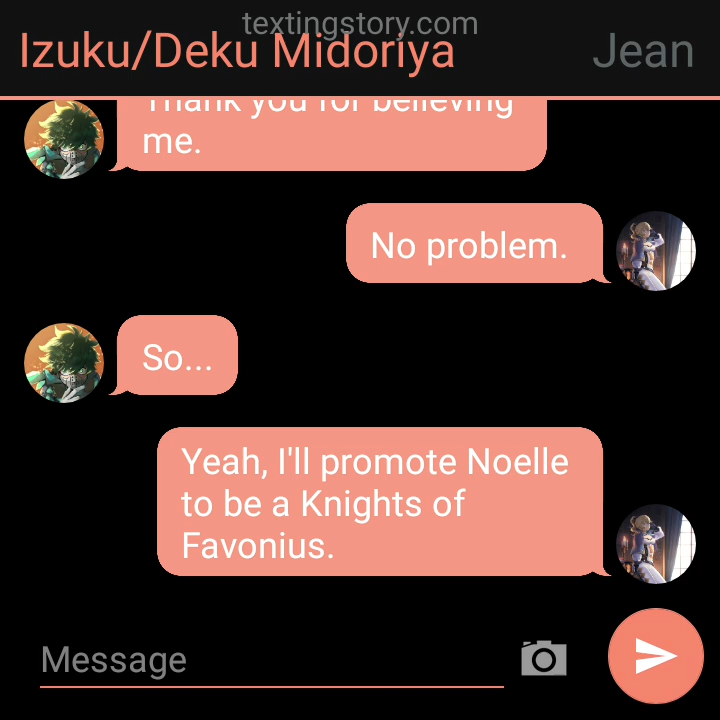 textingstory.com
Izuku/Deku Midoriya
Jean
Thank you for believing
me.
No problem.
So...
Yeah, I'll promote Noelle
to be a Knights of
Favonius.
Message